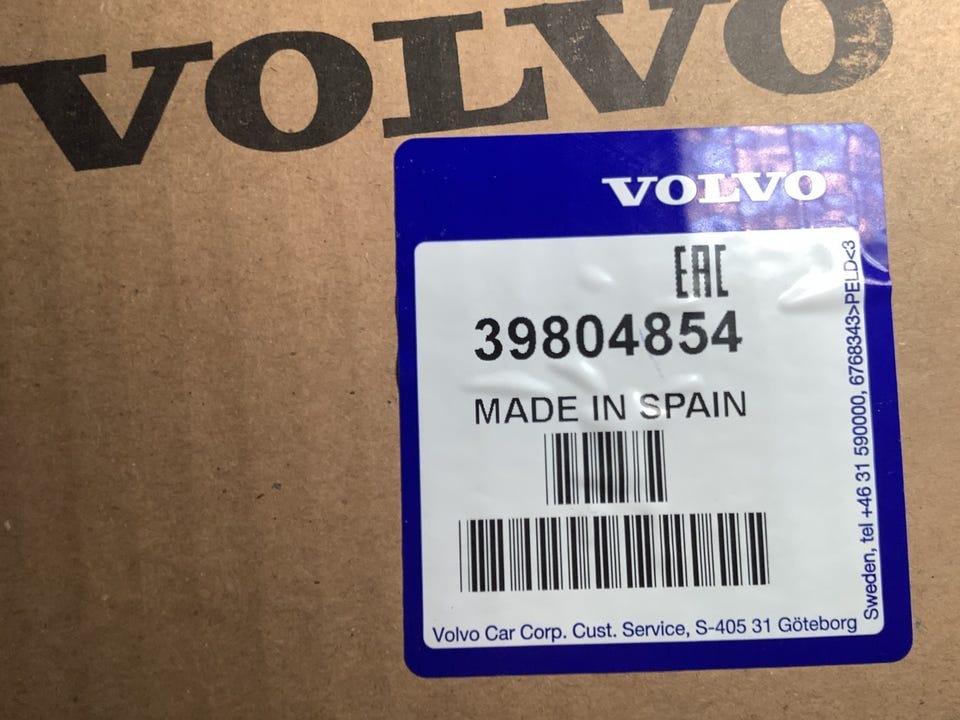 VOLVO
VOLVO
EAC
39804854
MADE IN SPAIN
Volvo Car Corp. Cust. Service, S-405 31 Göteborg
Sweden, tel +46 31 590000, 6768343>PELD<3